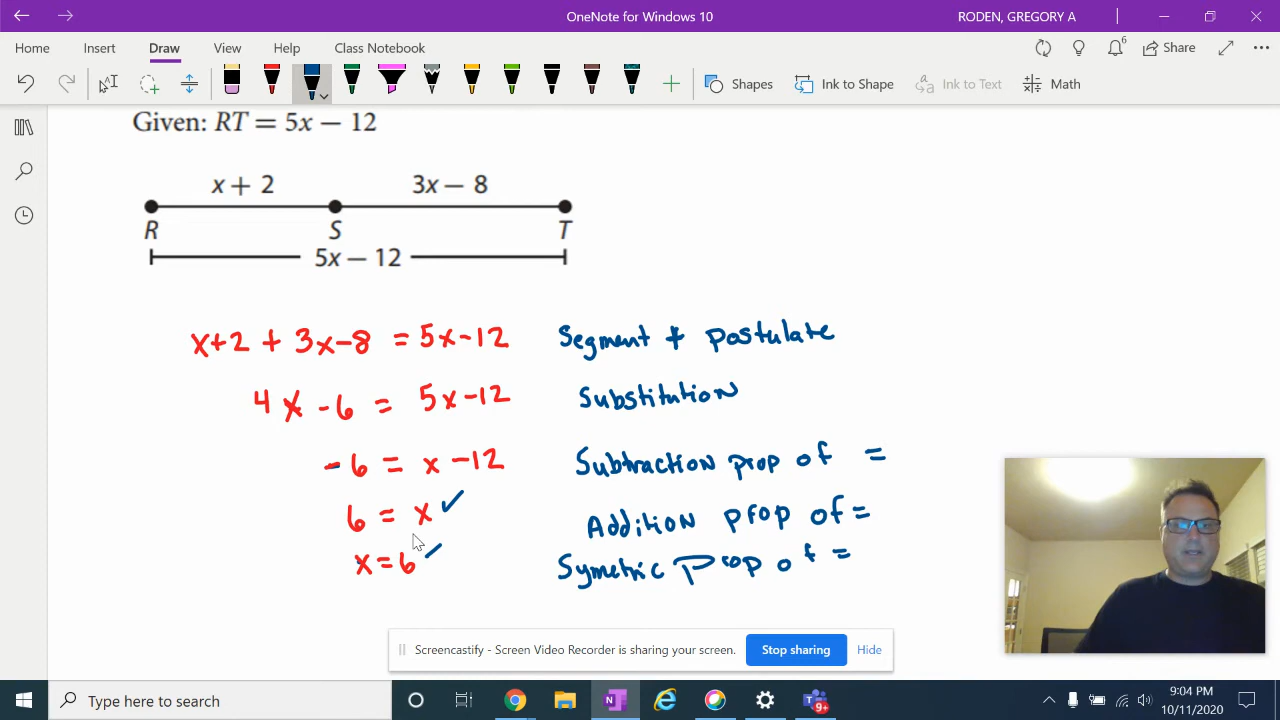 OneNote for Windows 10
RODEN, GREGORY A
Home Insert Draw View Help Class Notebook
6
Share
Shapes
Ink to Shape
Ink to Text
Math
Given: RT = 5x − 12
x + 2 3x − 8
R S T
5x − 12
x+2 + 3x-8 = 5x-12 Segment + postulate
4x - 6 = 5x-12 Substitution
-6 = x -12 Subtraction prop of =
6 = x ✓ Addition prop of =
x = 6 ✓ Symetric Prop of =
Screencastify - Screen Video Recorder is sharing your screen. Stop sharing Hide
Type here to search
N
T
9+
9:04 PM
10/11/2020